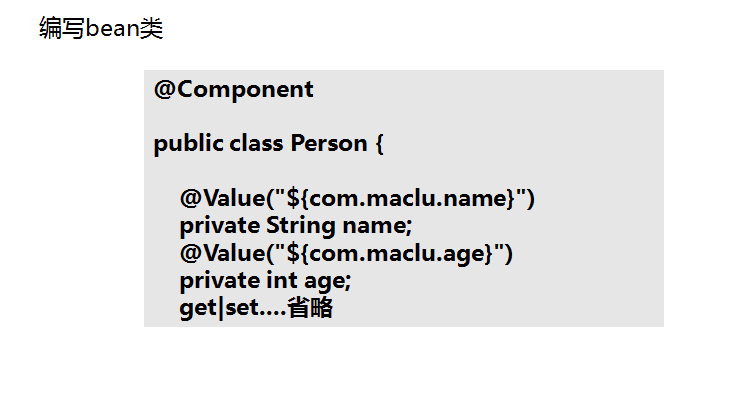 编写bean类
@Component
public class Person {
@Value("${com.maclu.name}")
private String name;
@Value("${com.maclu.age}")
private int age;
get|set....省略